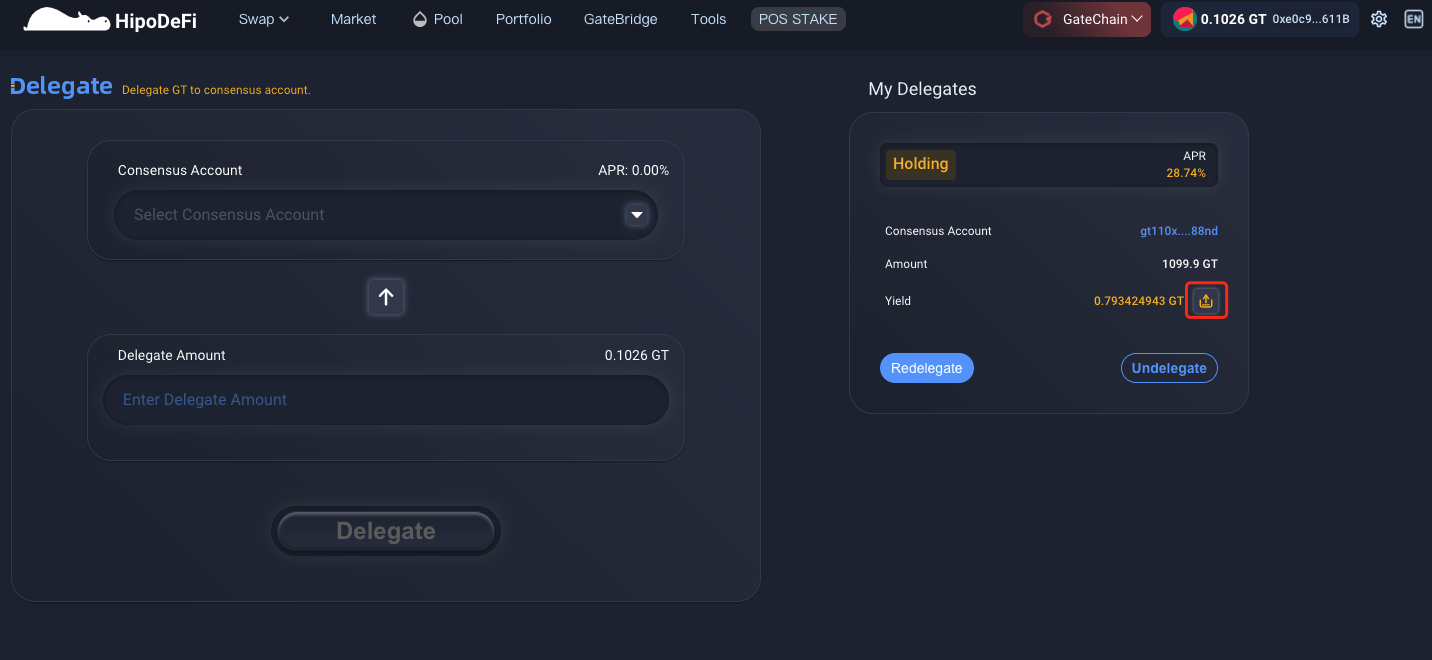 HipoDeFi
Swap
Market
Pool
Portfolio
GateBridge
Tools
POS STAKE
GateChain
0.1026 GT 0xe0c9...611B
EN
Delegate Delegate GT to consensus account.
Consensus Account APR: 0.00%
Select Consensus Account
Delegate Amount 0.1026 GT
Enter Delegate Amount
Delegate
My Delegates
Holding
APR
28.74%
Consensus Account gt110x....88nd
Amount 1099.9 GT
Yield 0.793424943 GT
Redelegate
Undelegate